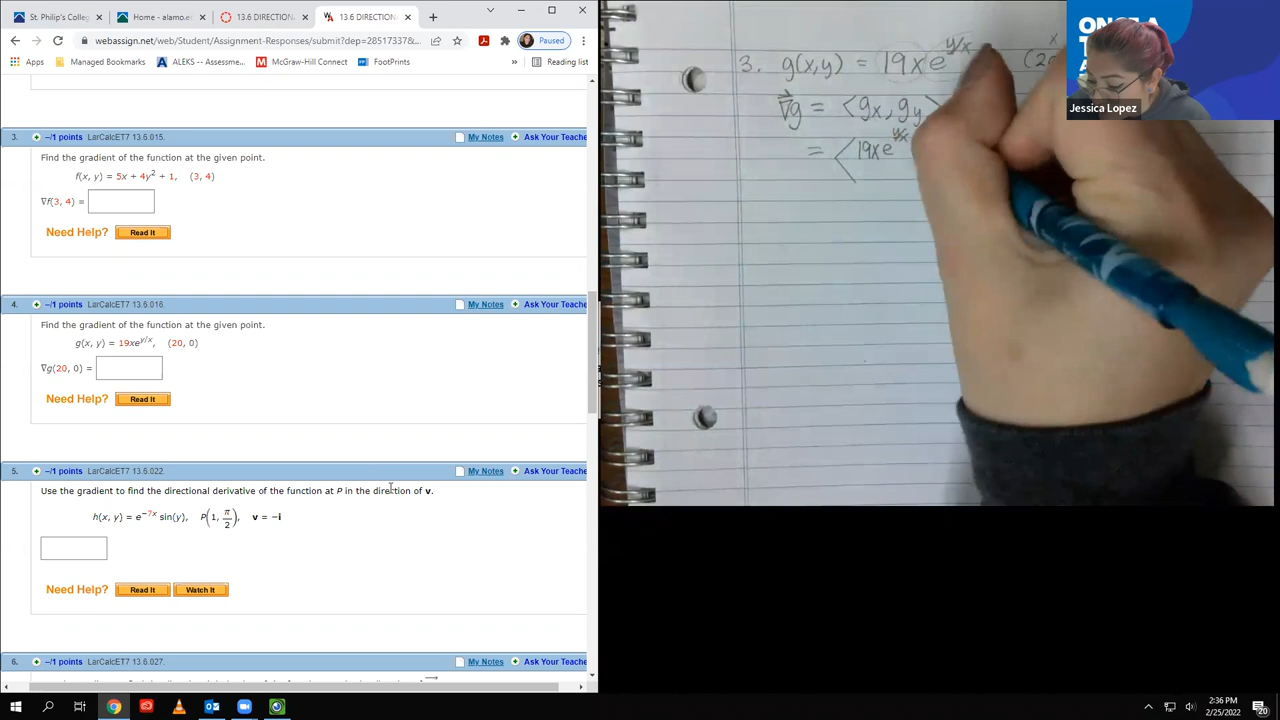 St. Philip's Colleg
Home - alamo.ec
13.6 DIRECTION
13.6 DIRECTION
webassign.net/web/Student/Assignment-Responses/submit?dep=28517337&
Paused
Apps
ALEKS -- Assessme...
McGraw-Hill Connect
FootPrints
Reading list
3. –/1 points LarCalcET7 13.6.015.
My Notes
Ask Your Teache
Find the gradient of the function at the given point.
f(x, y) = 5x + 4y² + 1, (3, 4)
∇f(3, 4) =
Need Help? Read It
4. –/1 points LarCalcET7 13.6.016.
My Notes
Ask Your Teache
Find the gradient of the function at the given point.
g(x, y) = 19xe^{y/x}, (20, 0)
∇g(20, 0) =
Need Help? Read It
5. –/1 points LarCalcET7 13.6.022.
My Notes
Ask Your Teache
Use the gradient to find the directional derivative of the function at P in the direction of v.
h(x, y) = e^{−7x} sin(y), P(1, π/2), v = −i
Need Help? Read It Watch It
6. –/1 points LarCalcET7 13.6.027.
My Notes
Ask Your Teache
2:36 PM
2/25/2022
20
3. g(x,y) = 19xe^{y/x} (2
∇g = <gx, gy>
= <19xe^{y/x}
Jessica Lopez